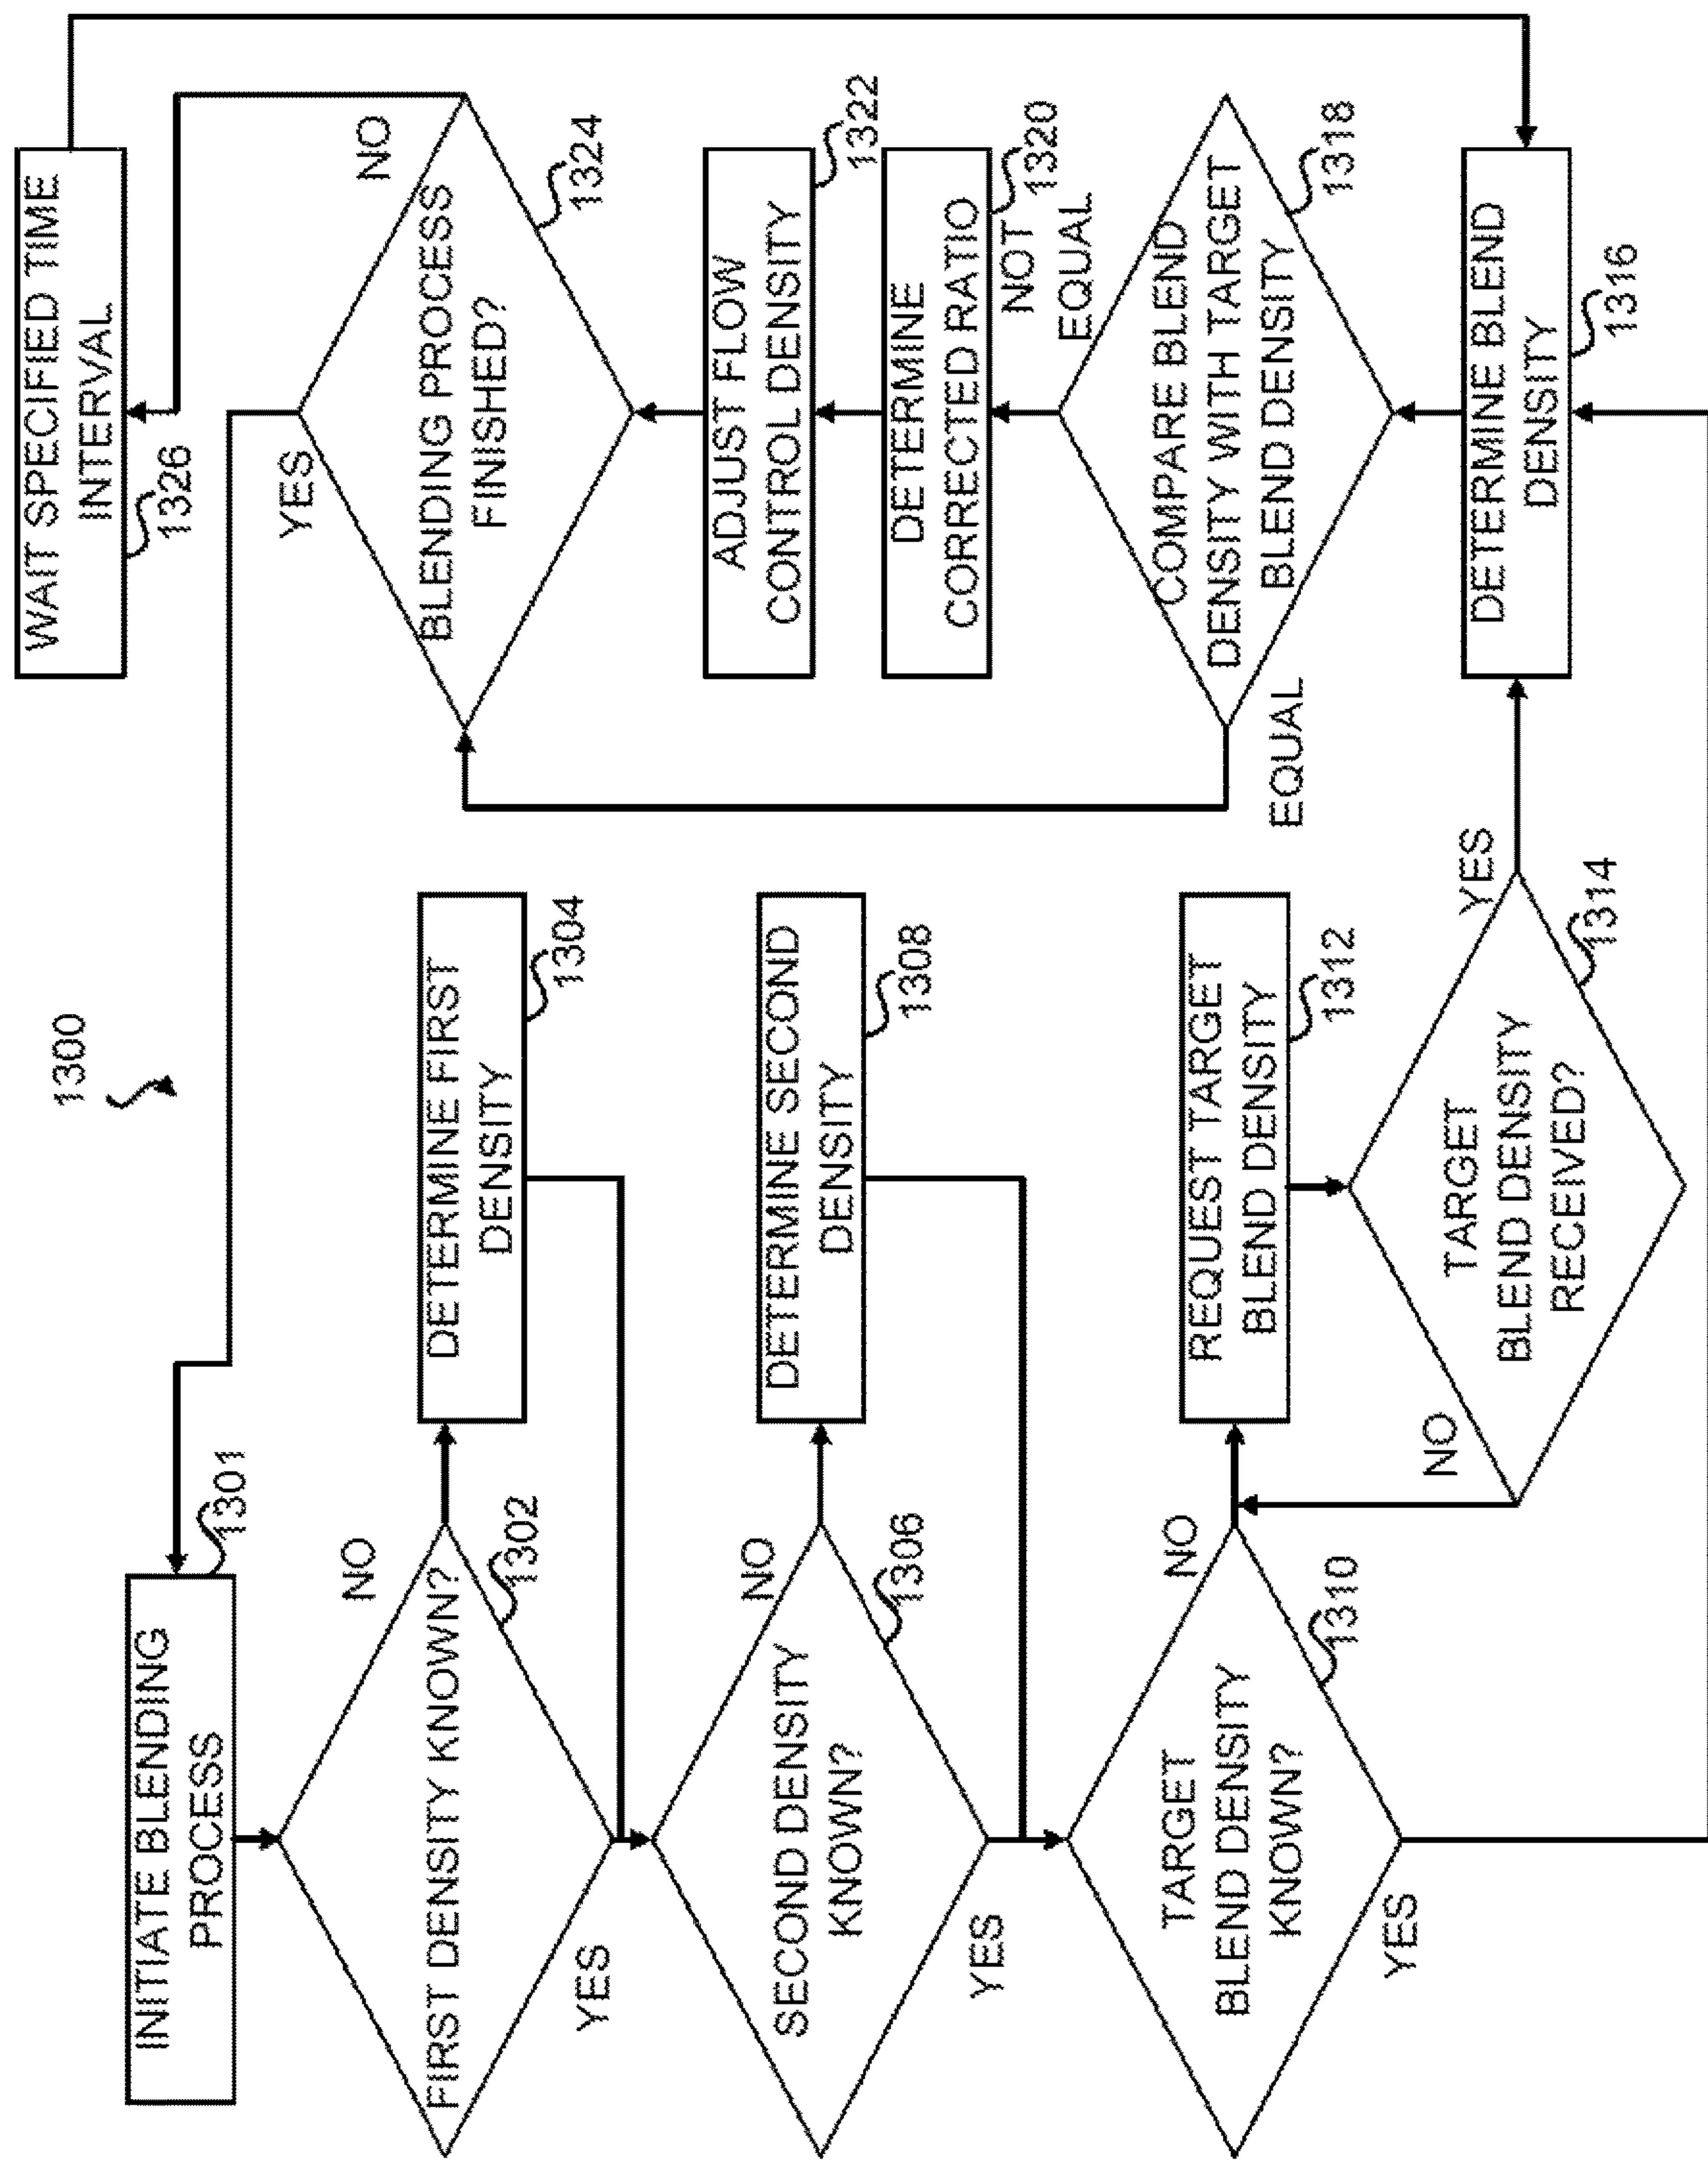 1300
INITIATE BLENDING
PROCESS
1301
FIRST DENSITY KNOWN?
1302
NO
YES
DETERMINE FIRST
DENSITY
1304
SECOND DENSITY
KNOWN?
1306
NO
YES
DETERMINE SECOND
DENSITY
1308
TARGET
BLEND DENSITY
KNOWN?
1310
NO
YES
REQUEST TARGET
BLEND DENSITY
1312
TARGET
BLEND DENSITY
RECEIVED?
1314
NO
YES
WAIT SPECIFIED TIME
INTERVAL
1326
NO
YES
BLENDING PROCESS
FINISHED?
1324
ADJUST FLOW
CONTROL DENSITY
1322
DETERMINE
CORRECTED RATIO
1320
NOT
EQUAL
COMPARE BLEND
DENSITY WITH TARGET
BLEND DENSITY
1318
EQUAL
DETERMINE BLEND
DENSITY
1316